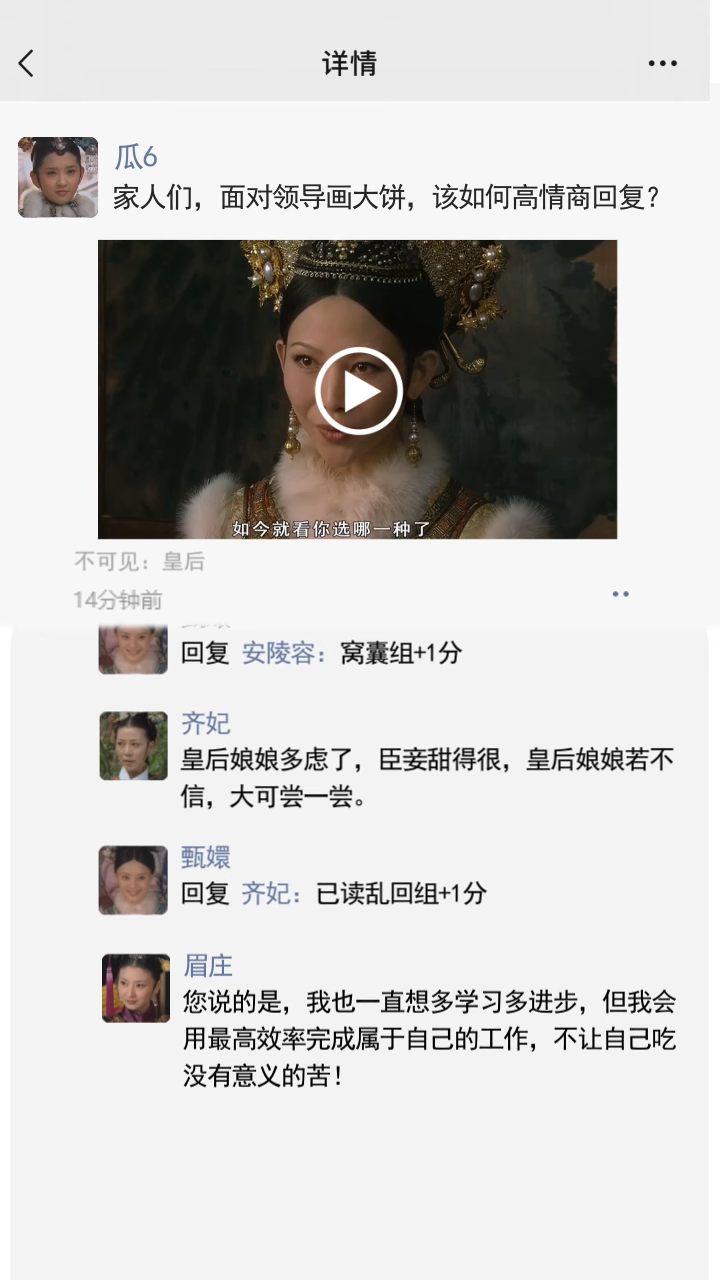 详情
瓜6
家人们，面对领导画大饼，该如何高情商回复？
如今就看你选哪一种了
不可见：皇后
14分钟前
回复 安陵容：窝囊组+1分
齐妃
皇后娘娘多虑了，臣妾甜得很，皇后娘娘若不
信，大可尝一尝。
甄嬛
回复 齐妃：已读乱回组+1分
眉庄
您说的是，我也一直想多学习多进步，但我会
用最高效率完成属于自己的工作，不让自己吃
没有意义的苦！